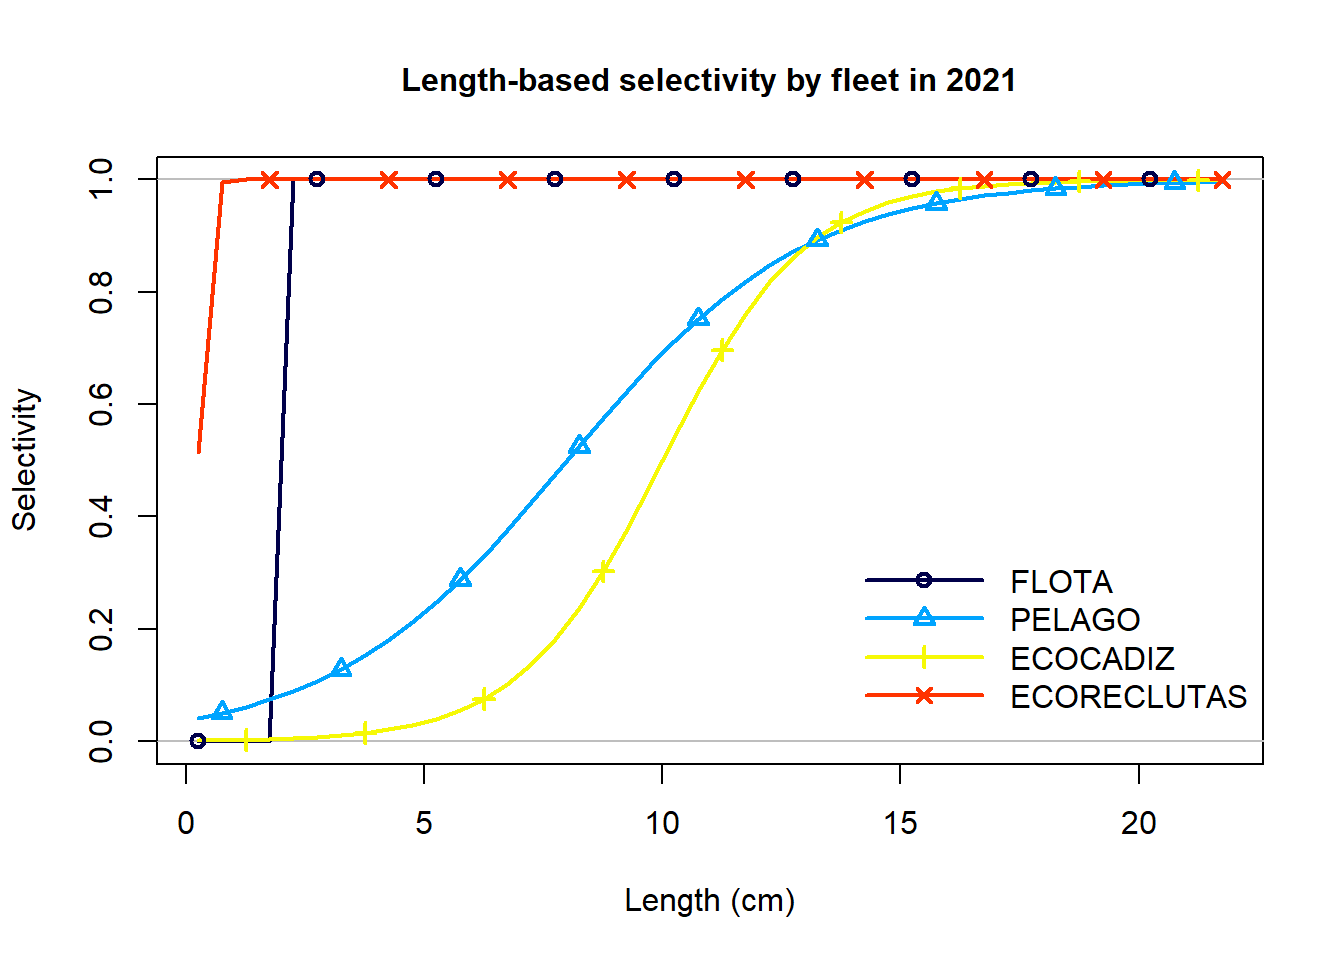 Length-based selectivity by fleet in 2021
Selectivity
1.0
0.8
0.6
0.4
0.2
0.0
FLOTA
PELAGO
ECOCADIZ
ECORECLUTAS
0 5 10 15 20
Length (cm)